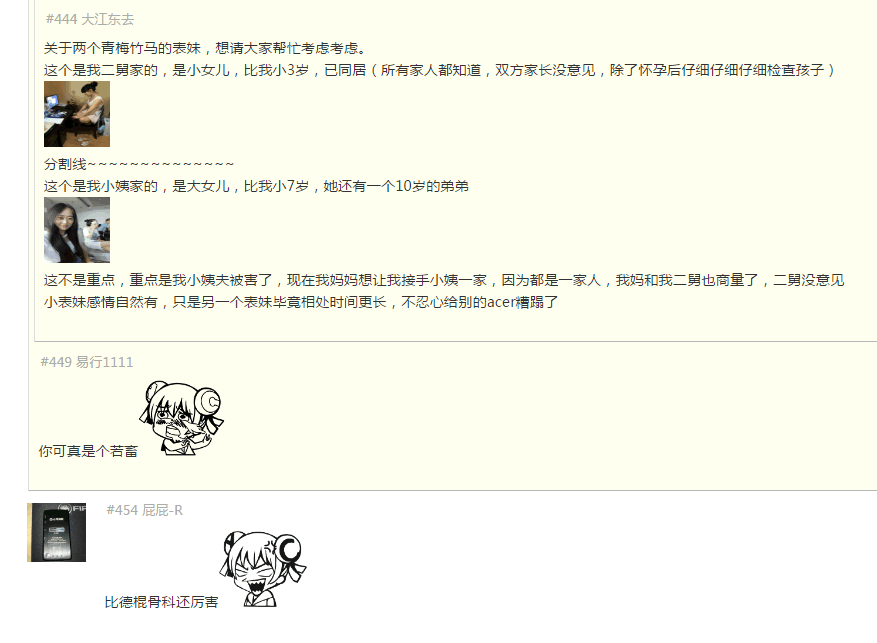 #444 大江东去
关于两个青梅竹马的表妹，想请大家帮忙考虑考虑。
这个是我二舅家的，是小女儿，比我小3岁，已同居（所有家人都知道，双方家长没意见，除了怀孕后仔细仔细仔细检查孩子）
分割线~~~~~~~~~~~~~~
这个是我小姨家的，是大女儿，比我小7岁，她还有一个10岁的弟弟
这不是重点，重点是我小姨夫被害了，现在我妈妈想让我接手小姨一家，因为都是一家人，我妈和我二舅也商量了，二舅没意见
小表妹感情自然有，只是另一个表妹毕竟相处时间更长，不忍心给别的acer糟蹋了
#449 易行1111
你可真是个若畜
#454 屁屁-R
比德棍骨科还厉害